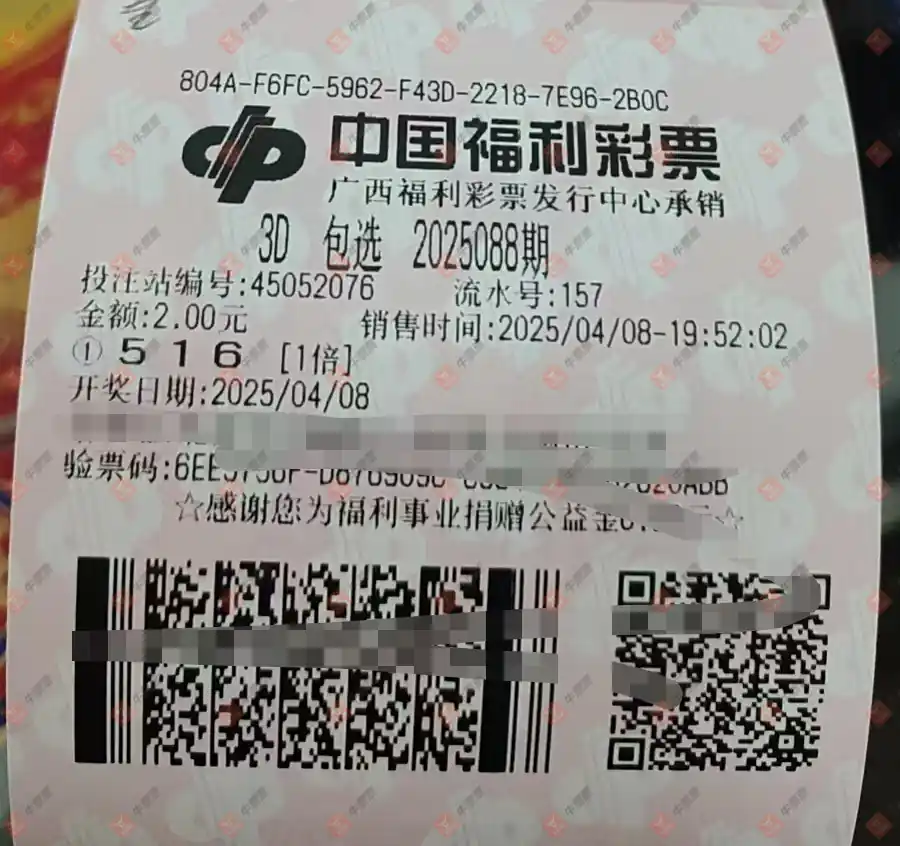 804A-F6FC-5962-F43D-2218-7E96-2B0C
中国福利彩票
广西福利彩票发行中心承销
3D 包选 2025088期
投注站编号:45052076 流水号:157
金额:2.00元 销售时间:2025/04/08-19:52:02
① 5 1 6 [1倍]
开奖日期:2025/04/08
验票码:
☆感谢您为福利事业捐赠公益金 元☆